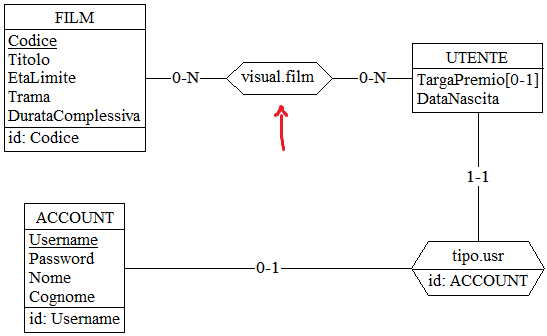 FILM
Codice
Titolo
EtaLimite
Trama
DurataComplessiva
id: Codice
0-N
visual.film
0-N
UTENTE
TargaPremio[0-1]
DataNascita
1-1
ACCOUNT
Username
Password
Nome
Cognome
id: Username
0-1
tipo.usr
id: ACCOUNT